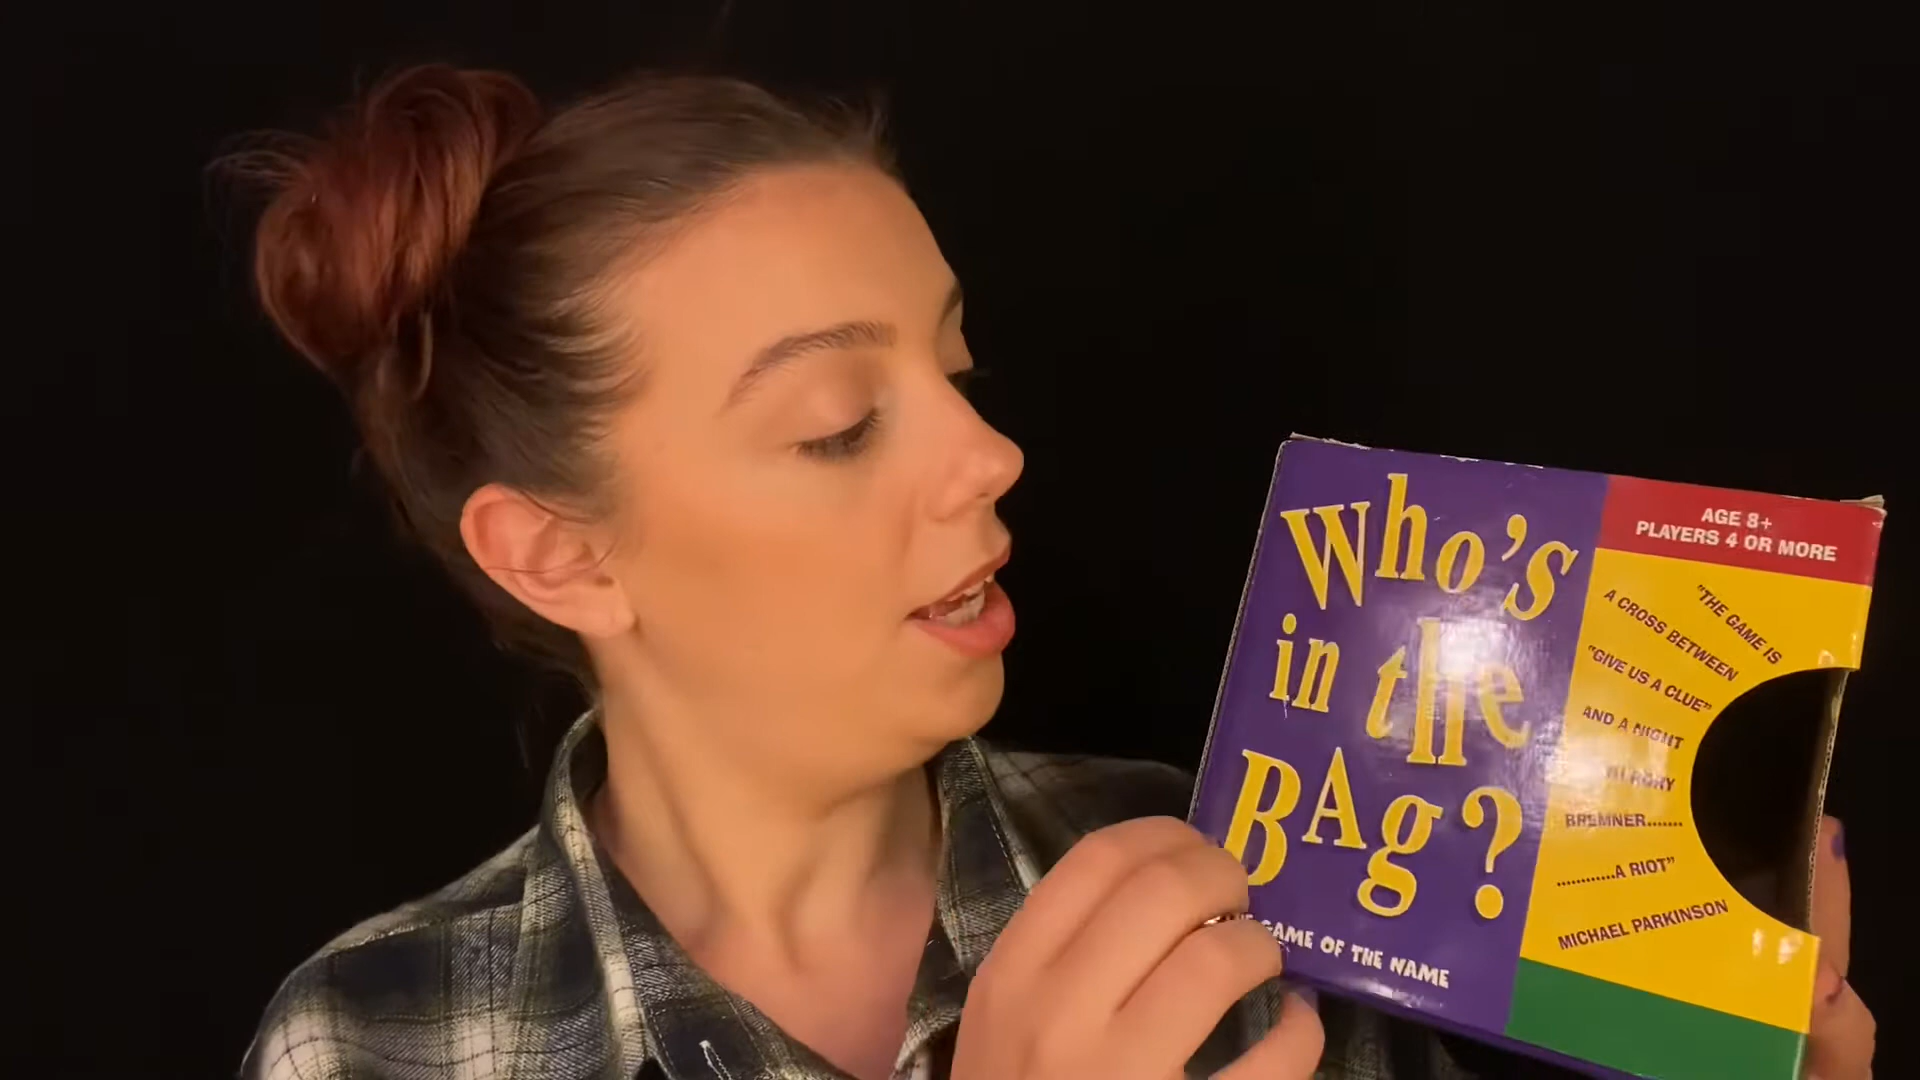 Who's
in the
BAg?
GAME OF THE NAME
AGE 8+
PLAYERS 4 OR MORE
"THE GAME IS
A CROSS BETWEEN
"GIVE US A CLUE"
AND A NIGHT
RORY
BREMNER.......
............A RIOT"
MICHAEL PARKINSON